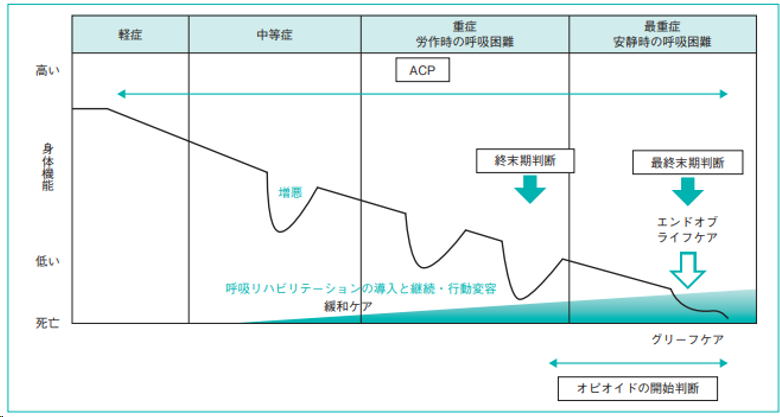 軽症
中等症
重症
労作時の呼吸困難
最重症
安静時の呼吸困難
高い
ACP
身体機能
終末期判断
最終末期判断
増悪
エンドオブ
ライフケア
低い
呼吸リハビリテーションの導入と継続・行動変容
緩和ケア
死亡
グリーフケア
オピオイドの開始判断